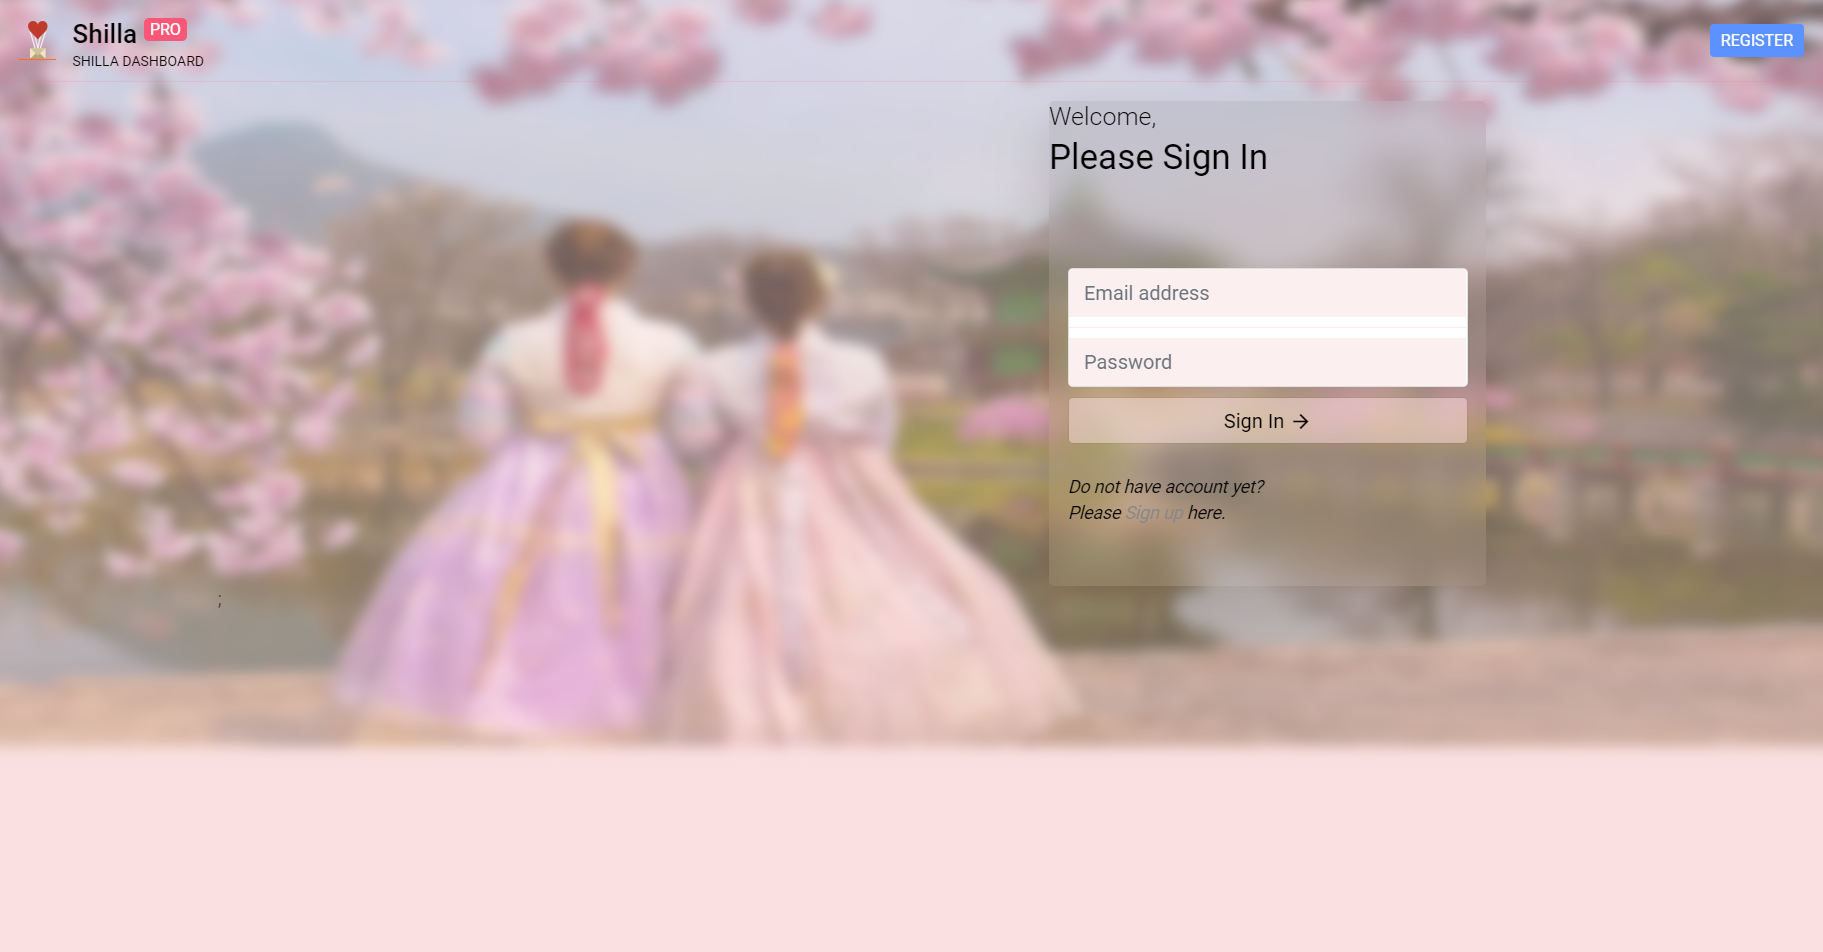 Shilla PRO
SHILLA DASHBOARD
REGISTER
Welcome,
Please Sign In
Email address
Password
Sign In →
Do not have account yet?
Please Sign up here.
;